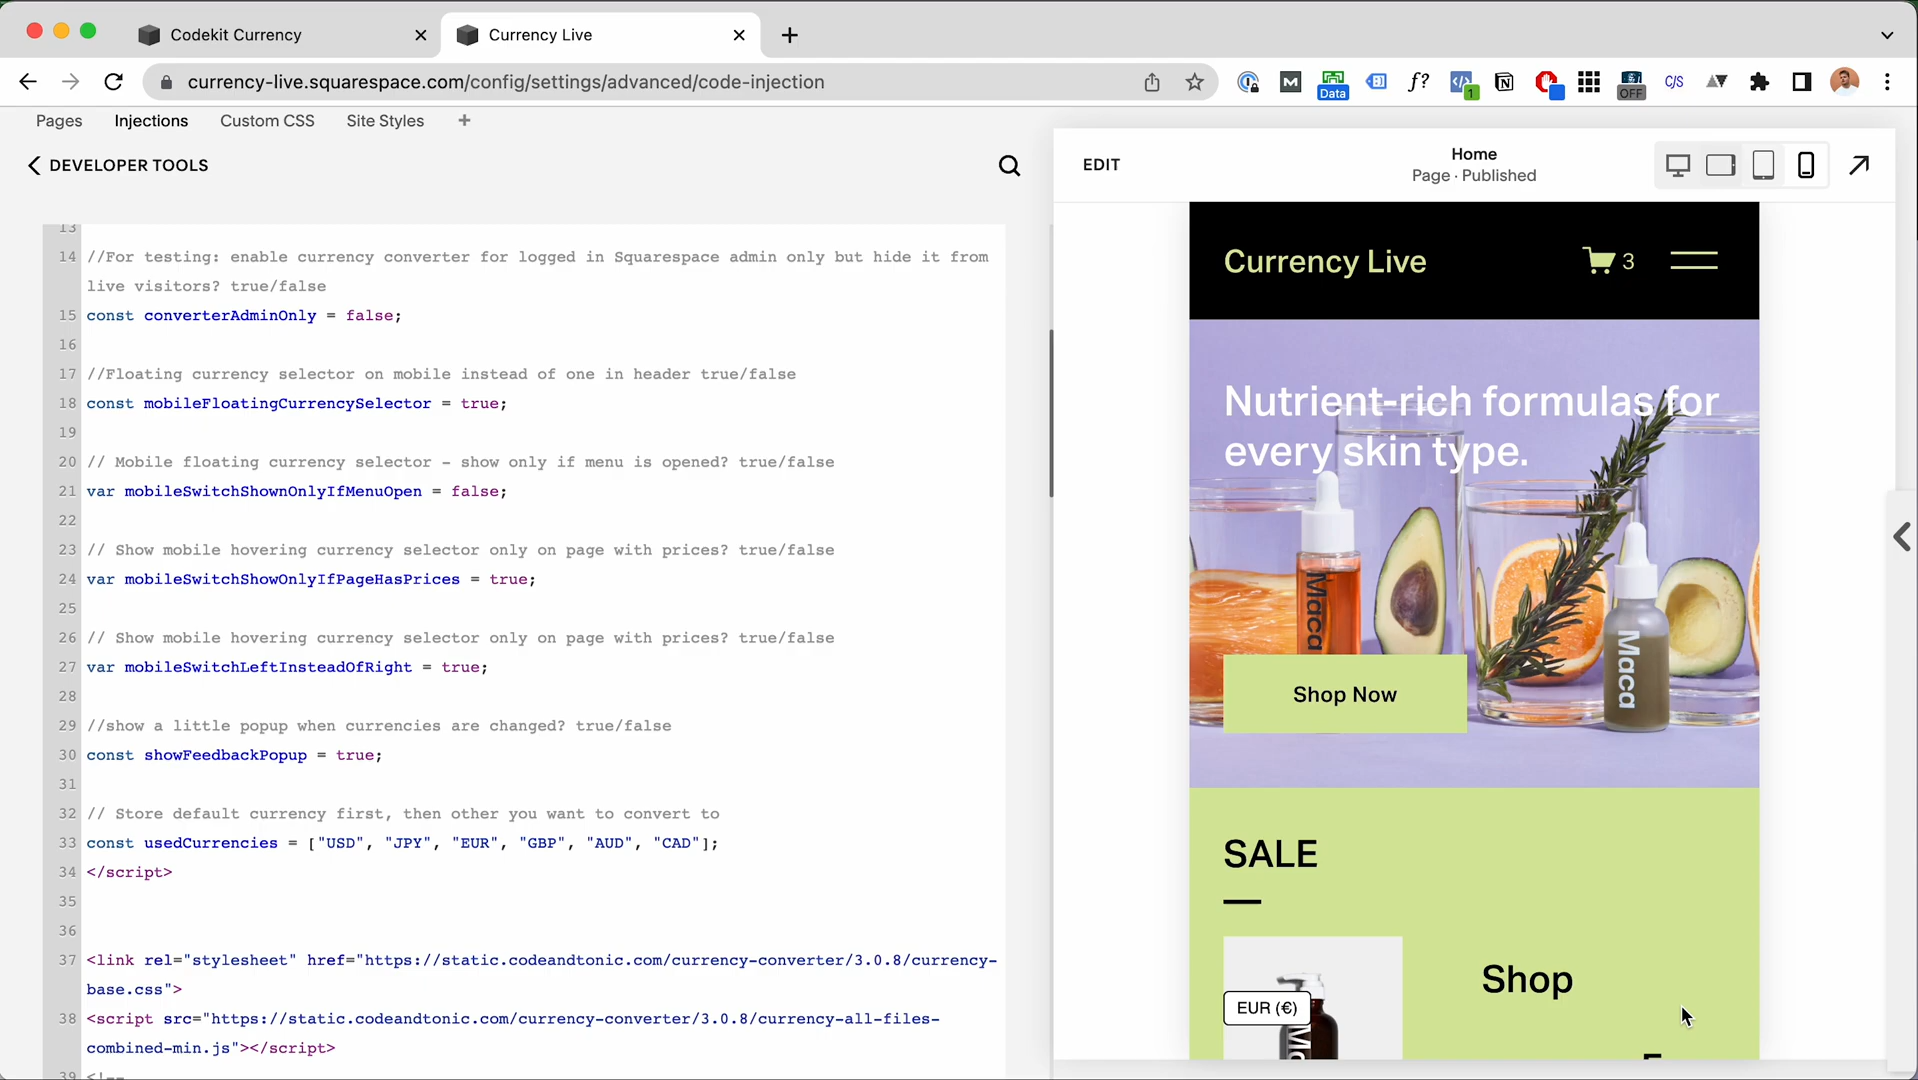 Codekit Currency
Currency Live
currency-live.squarespace.com/config/settings/advanced/code-injection
Data
1
OFF
C/S
f?
M
Pages
Injections
Custom CSS
Site Styles
DEVELOPER TOOLS
13
14 //For testing: enable currency converter for logged in Squarespace admin only but hide it from
live visitors? true/false
15 const converterAdminOnly = false;
16
17 //Floating currency selector on mobile instead of one in header true/false
18 const mobileFloatingCurrencySelector = true;
19
20 // Mobile floating currency selector - show only if menu is opened? true/false
21 var mobileSwitchShownOnlyIfMenuOpen = false;
22
23 // Show mobile hovering currency selector only on page with prices? true/false
24 var mobileSwitchShowOnlyIfPageHasPrices = true;
25
26 // Show mobile hovering currency selector only on page with prices? true/false
27 var mobileSwitchLeftInsteadOfRight = true;
28
29 //show a little popup when currencies are changed? true/false
30 const showFeedbackPopup = true;
31
32 // Store default currency first, then other you want to convert to
33 const usedCurrencies = ["USD", "JPY", "EUR", "GBP", "AUD", "CAD"];
34 </script>
35
36
37 <link rel="stylesheet" href="https://static.codeandtonic.com/currency-converter/3.0.8/currency-
base.css">
38 <script src="https://static.codeandtonic.com/currency-converter/3.0.8/currency-all-files-
combined-min.js"></script>
39 <!--
EDIT
Home
Page · Published
Currency Live
3
Nutrient-rich formulas for
every skin type.
Maca
Maca
Shop Now
SALE
Shop
EUR (€)